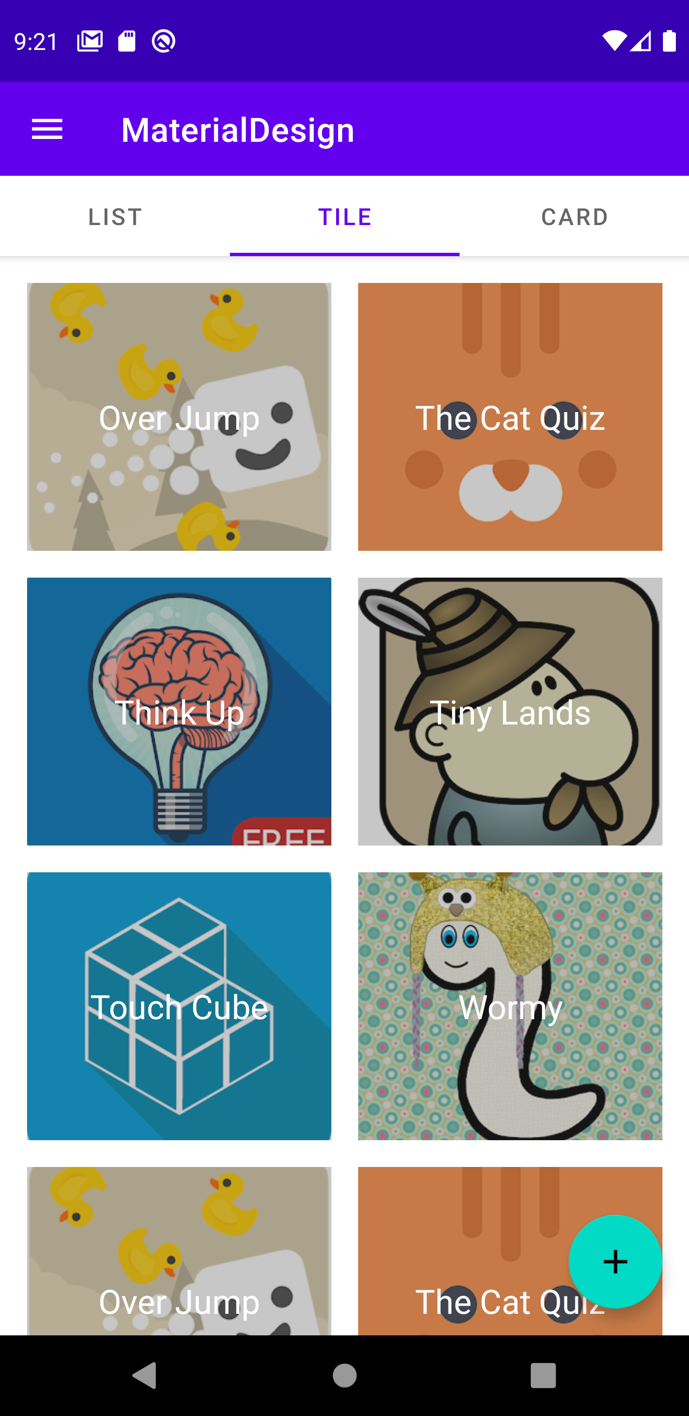 9:21
MaterialDesign
LIST TILE CARD
Over Jump
The Cat Quiz
Think Up
FREE
Tiny Lands
Touch Cube
Wormy
Over Jump
The Cat Quiz